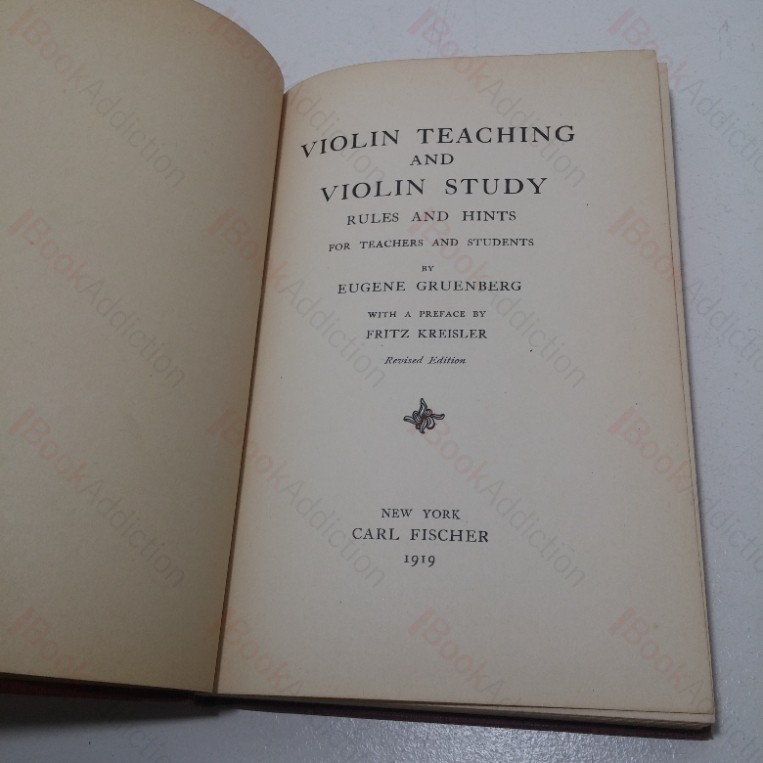 VIOLIN TEACHING
AND
VIOLIN STUDY
RULES AND HINTS
FOR TEACHERS AND STUDENTS
BY
EUGENE GRUENBERG
WITH A PREFACE BY
FRITZ KREISLER
Revised Edition
NEW YORK
CARL FISCHER
1919
BookAddiction